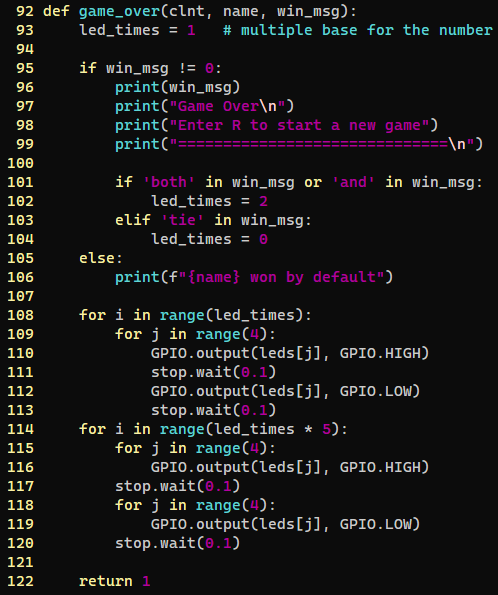 92 def game_over(clnt, name, win_msg):
93     led_times = 1   # multiple base for the number
94
95     if win_msg != 0:
96         print(win_msg)
97         print("Game Over\n")
98         print("Enter R to start a new game")
99         print("==============================\n")
100
101         if 'both' in win_msg or 'and' in win_msg:
102             led_times = 2
103         elif 'tie' in win_msg:
104             led_times = 0
105     else:
106         print(f"{name} won by default")
107
108     for i in range(led_times):
109         for j in range(4):
110             GPIO.output(leds[j], GPIO.HIGH)
111             stop.wait(0.1)
112             GPIO.output(leds[j], GPIO.LOW)
113             stop.wait(0.1)
114     for i in range(led_times * 5):
115         for j in range(4):
116             GPIO.output(leds[j], GPIO.HIGH)
117         stop.wait(0.1)
118         for j in range(4):
119             GPIO.output(leds[j], GPIO.LOW)
120         stop.wait(0.1)
121
122     return 1